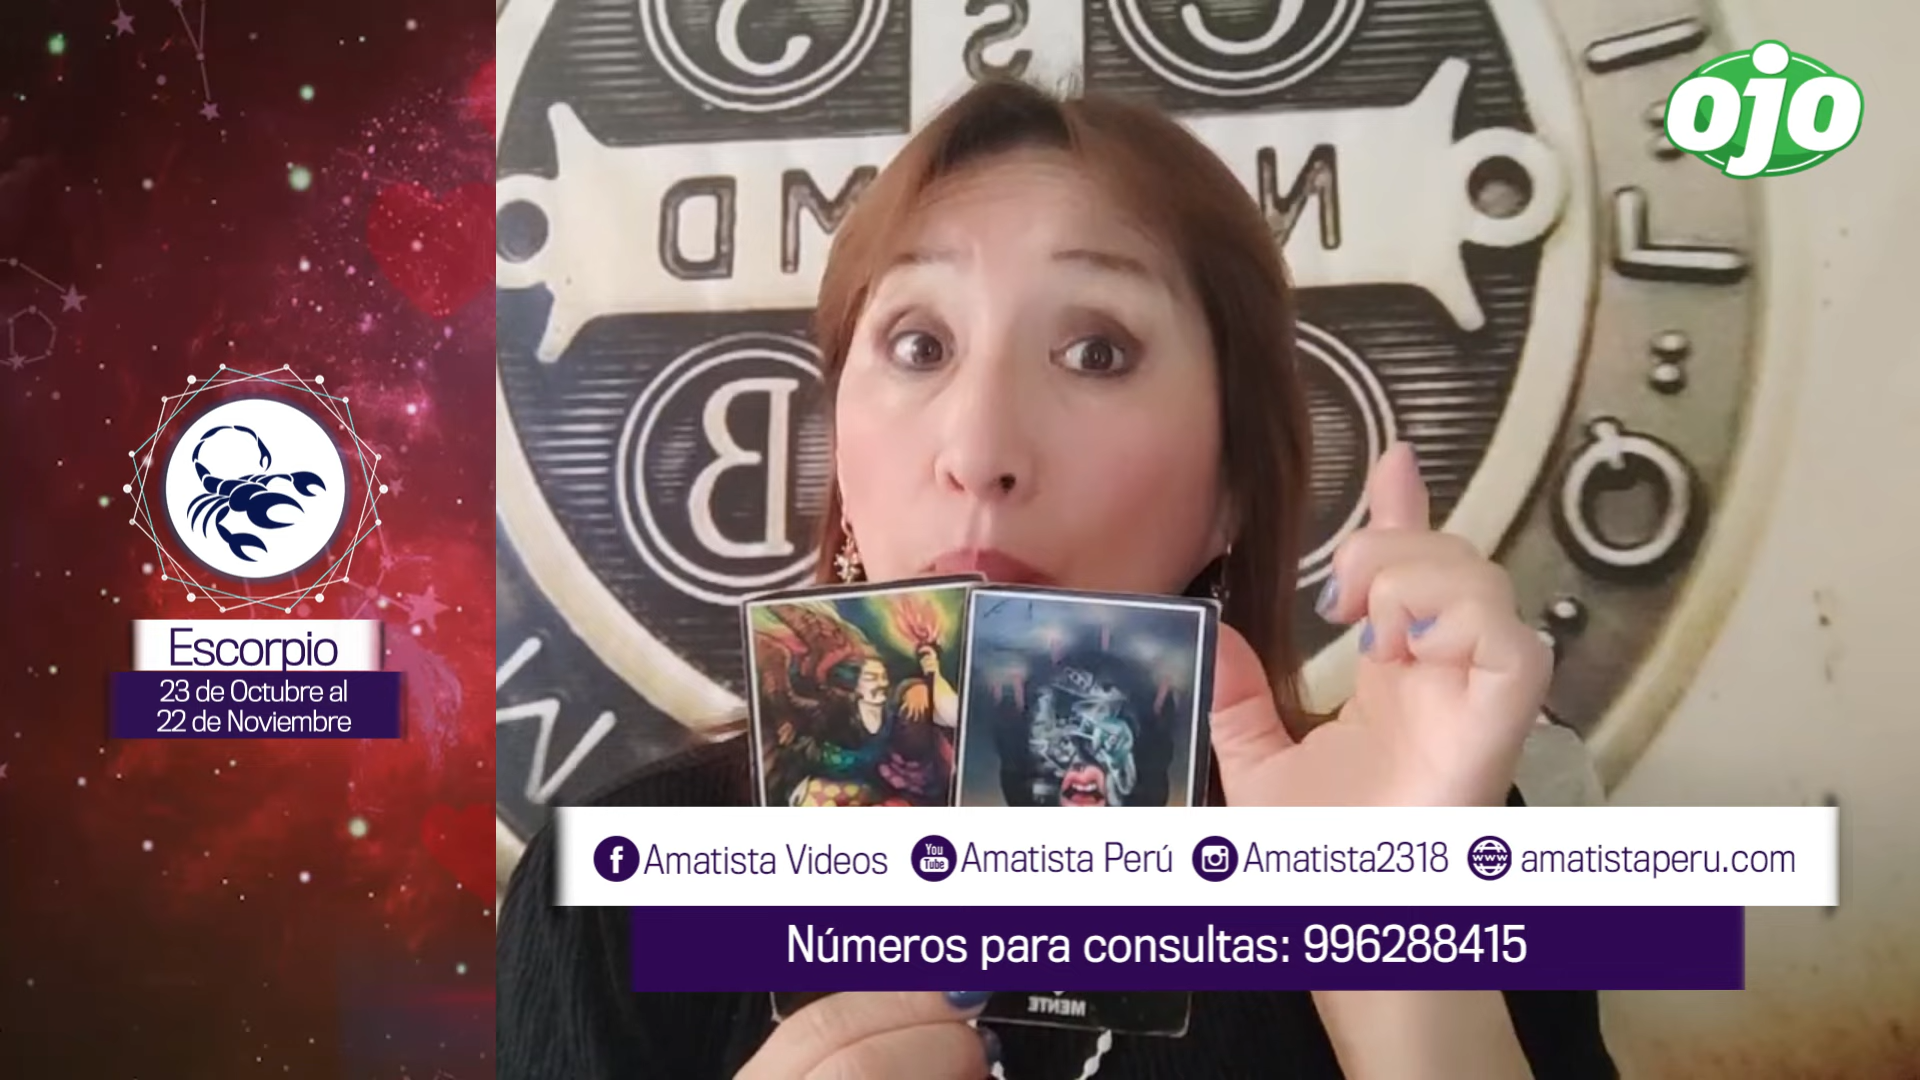 ojo
S
C
S
C
N
D
M
D
B
L
O
MENTE
Escorpio
23 de Octubre al
22 de Noviembre
Amatista Videos
You
Tube
Amatista Perú
Amatista2318
www
amatistaperu.com
Números para consultas: 996288415